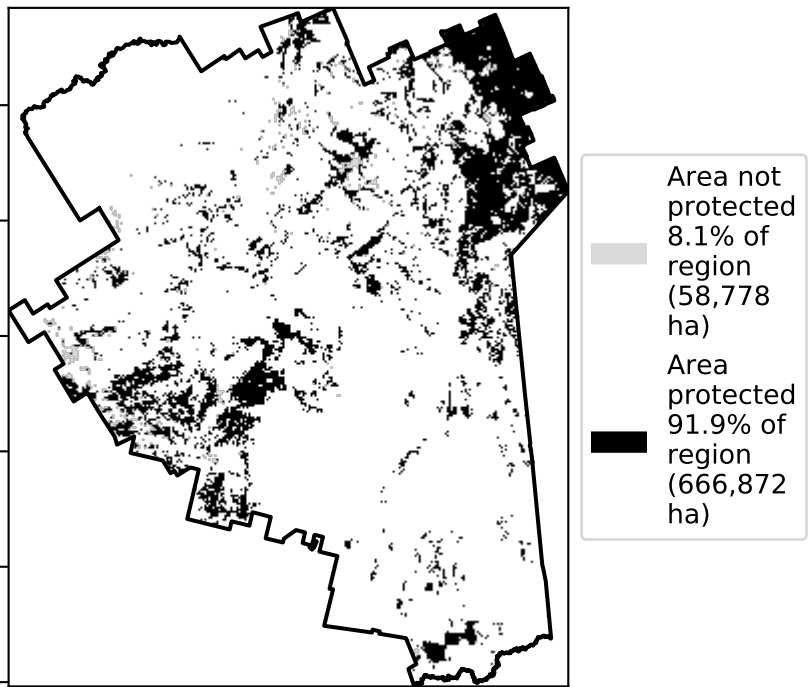 Area not
protected
8.1% of
region
(58,778
ha)
Area
protected
91.9% of
region
(666,872
ha)